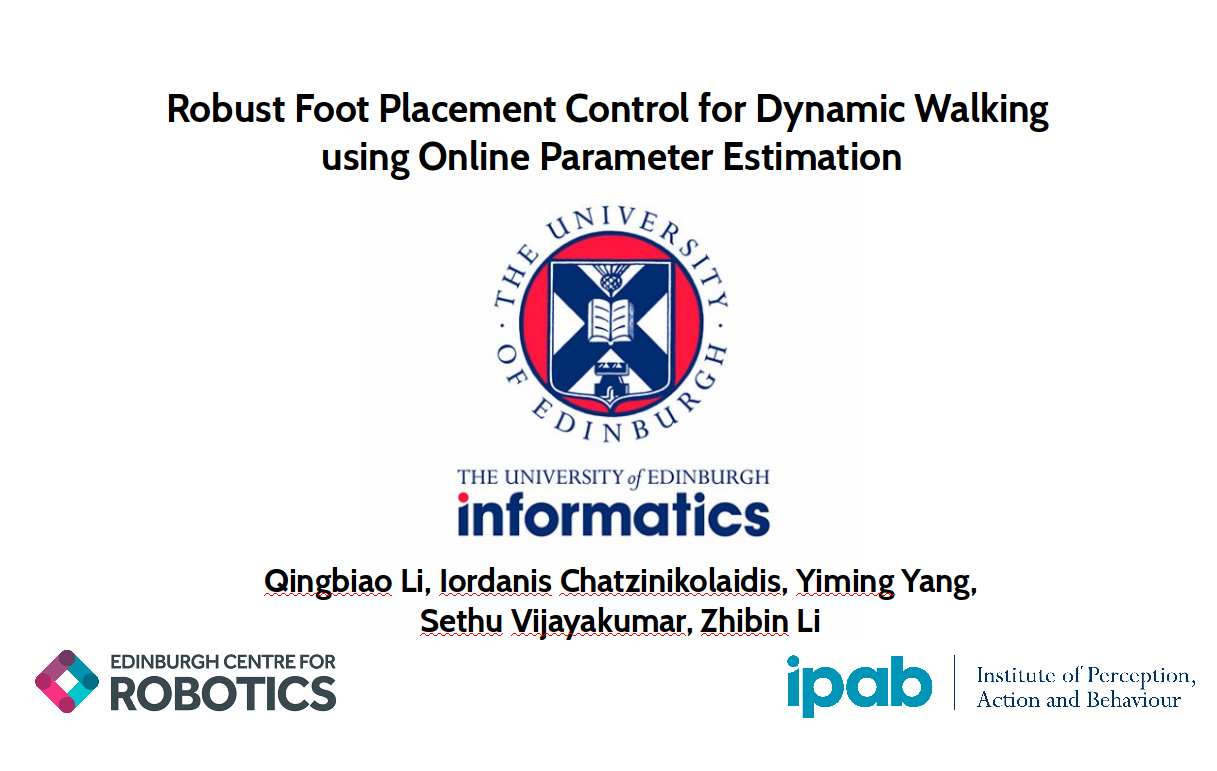 Robust Foot Placement Control for Dynamic Walking
using Online Parameter Estimation
THE UNIVERSITY · OF EDINBURGH ·
THE UNIVERSITY of EDINBURGH
informatics
Qingbiao Li, Iordanis Chatzinikolaidis, Yiming Yang,
Sethu Vijayakumar, Zhibin Li
EDINBURGH CENTRE FOR
ROBOTICS
ipab
Institute of Perception,
Action and Behaviour